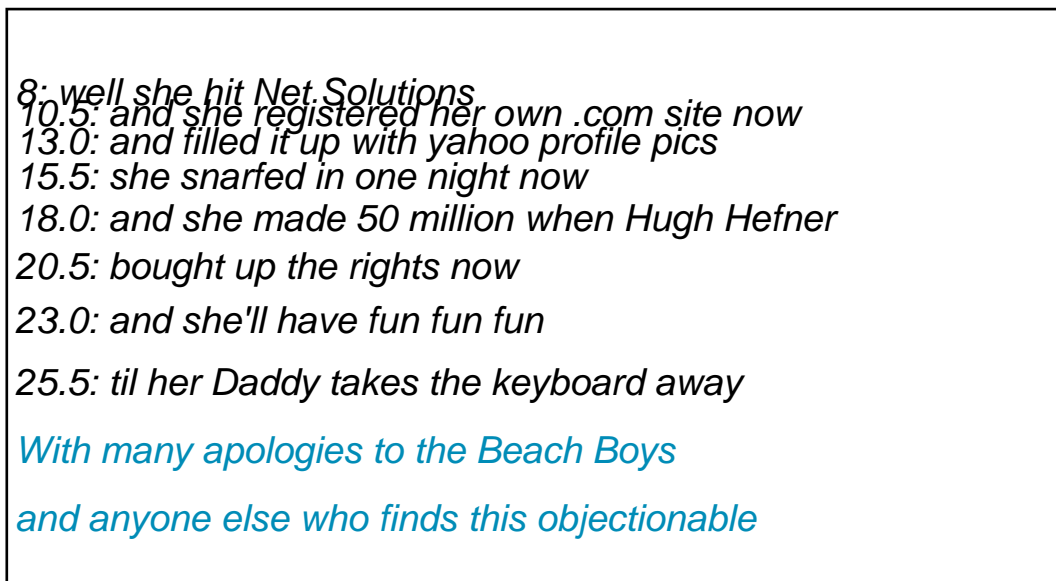 8: well she hit Net Solutions
10.5: and she registered her own .com site now
13.0: and filled it up with yahoo profile pics
15.5: she snarfed in one night now
18.0: and she made 50 million when Hugh Hefner
20.5: bought up the rights now
23.0: and she'll have fun fun fun
25.5: til her Daddy takes the keyboard away
With many apologies to the Beach Boys
and anyone else who finds this objectionable